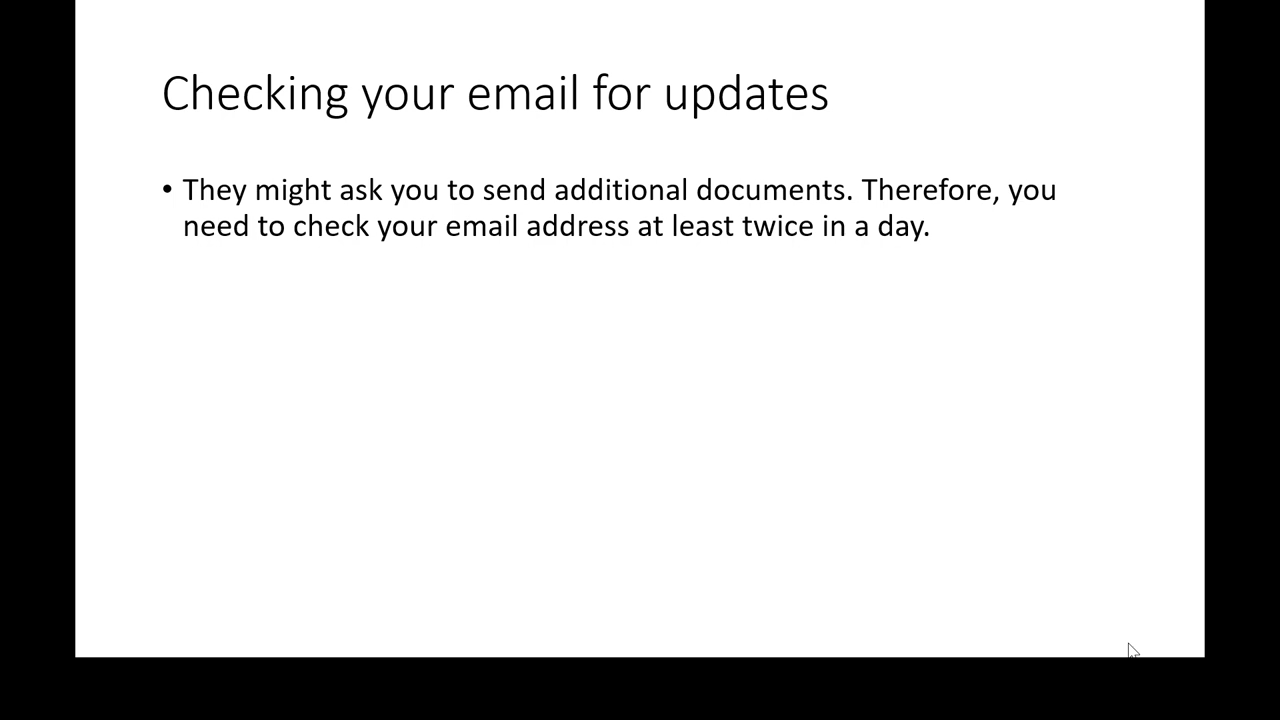 Checking your email for updates
• They might ask you to send additional documents. Therefore, you
need to check your email address at least twice in a day.